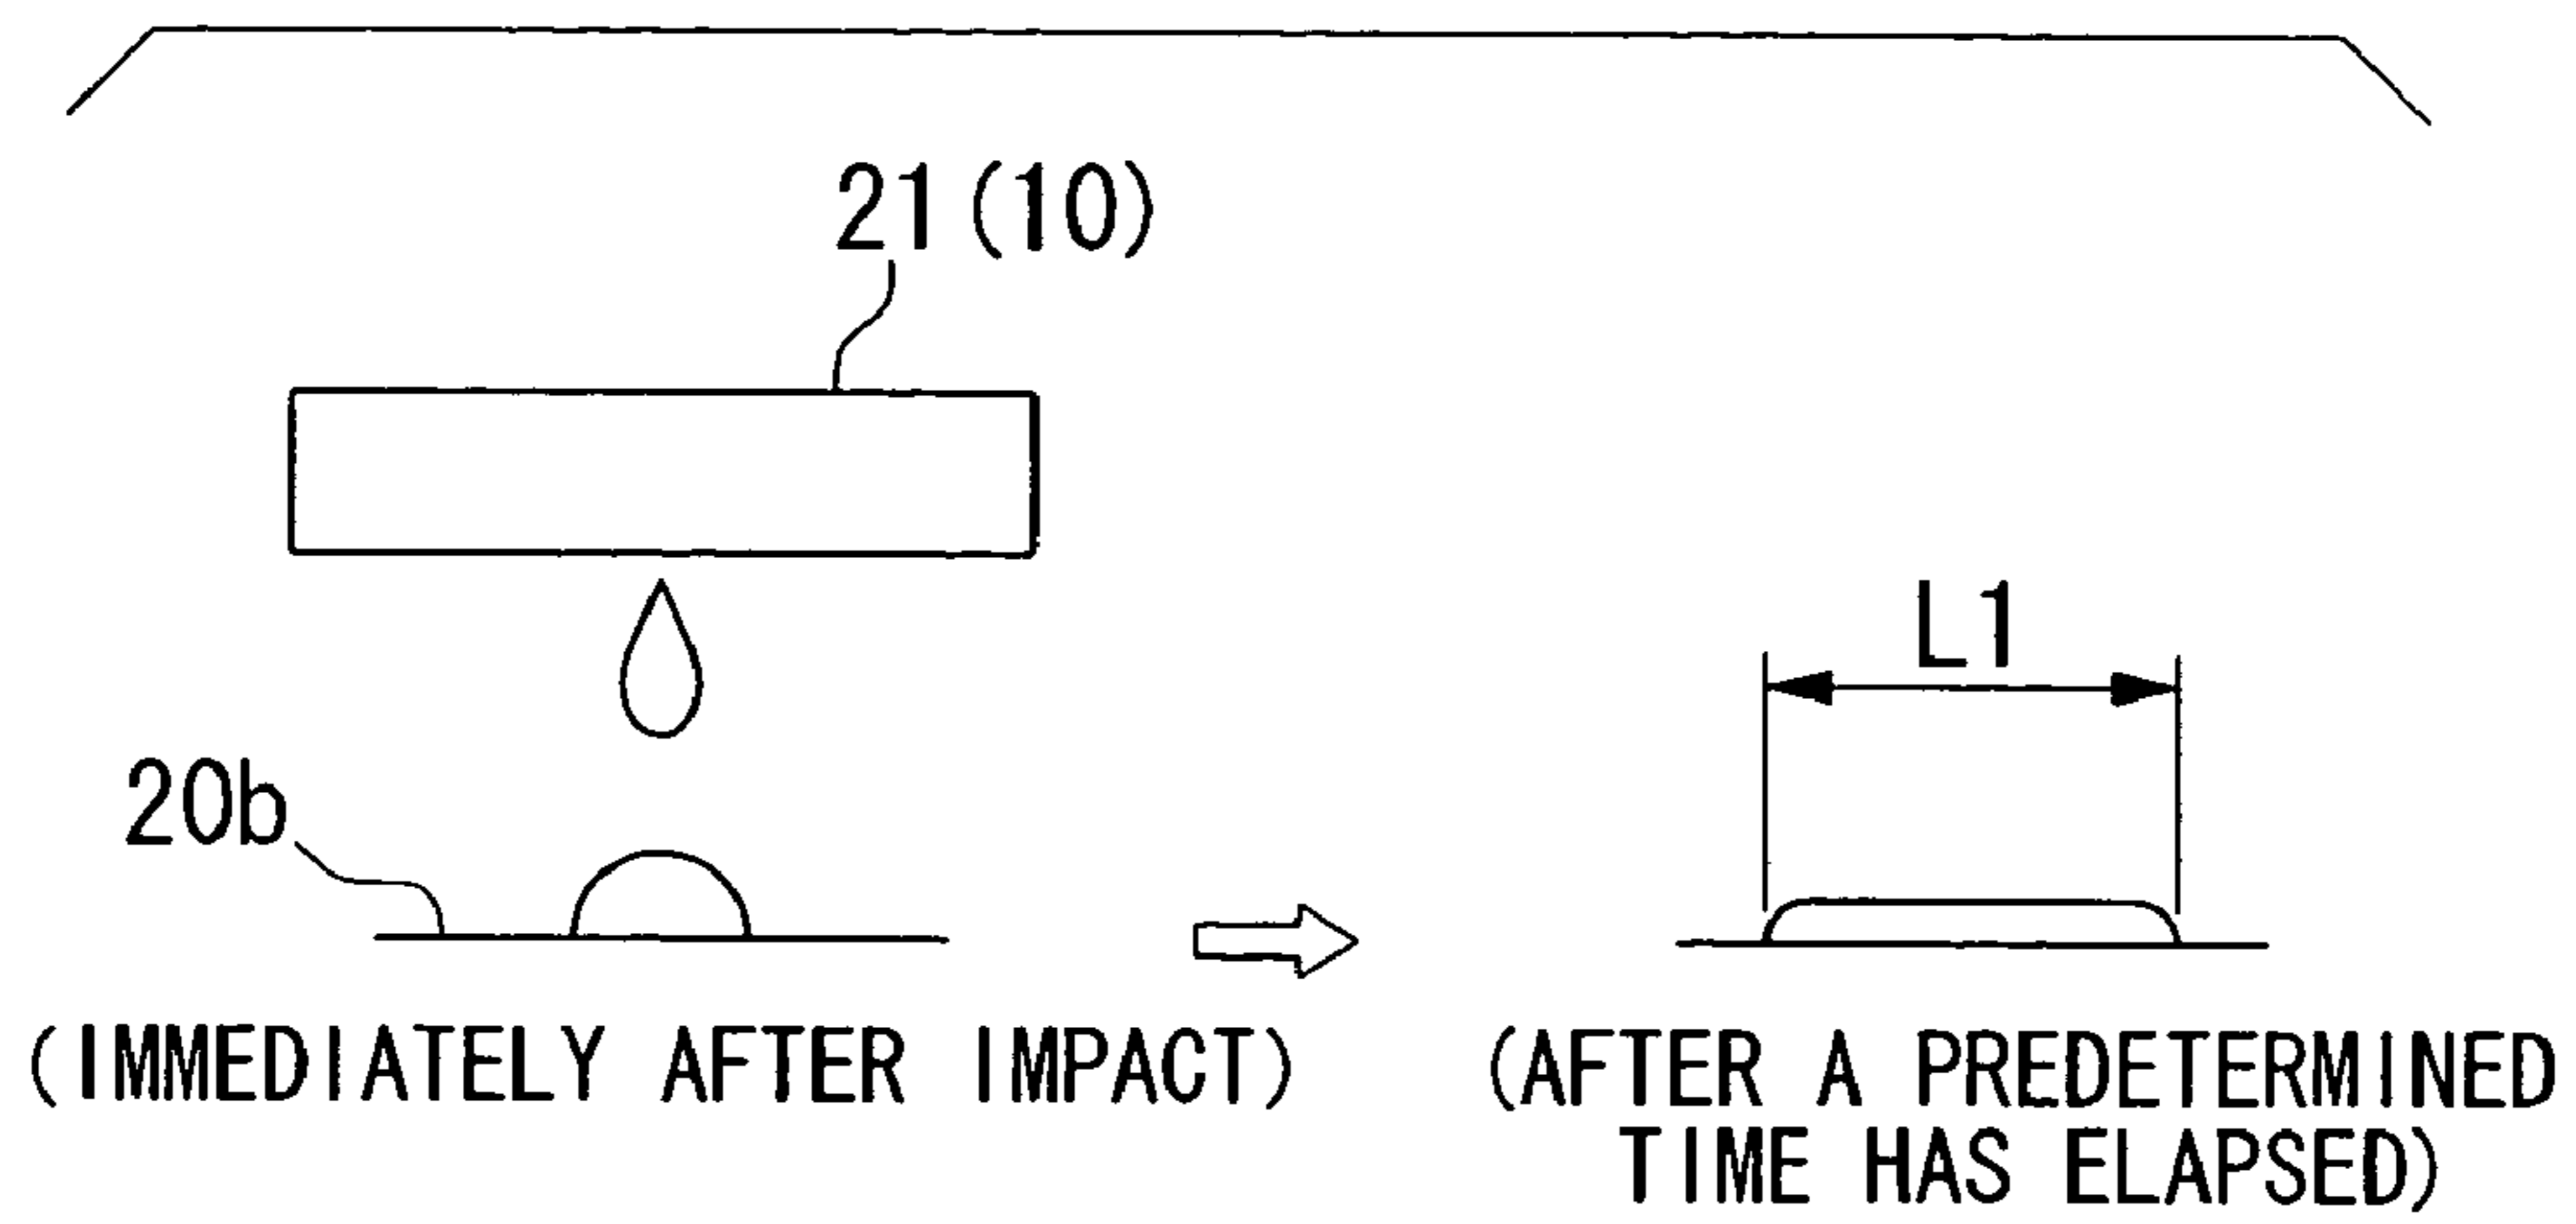 21(10)
L1
20b
(IMMEDIATELY AFTER IMPACT)
(AFTER A PREDETERMINED
TIME HAS ELAPSED)